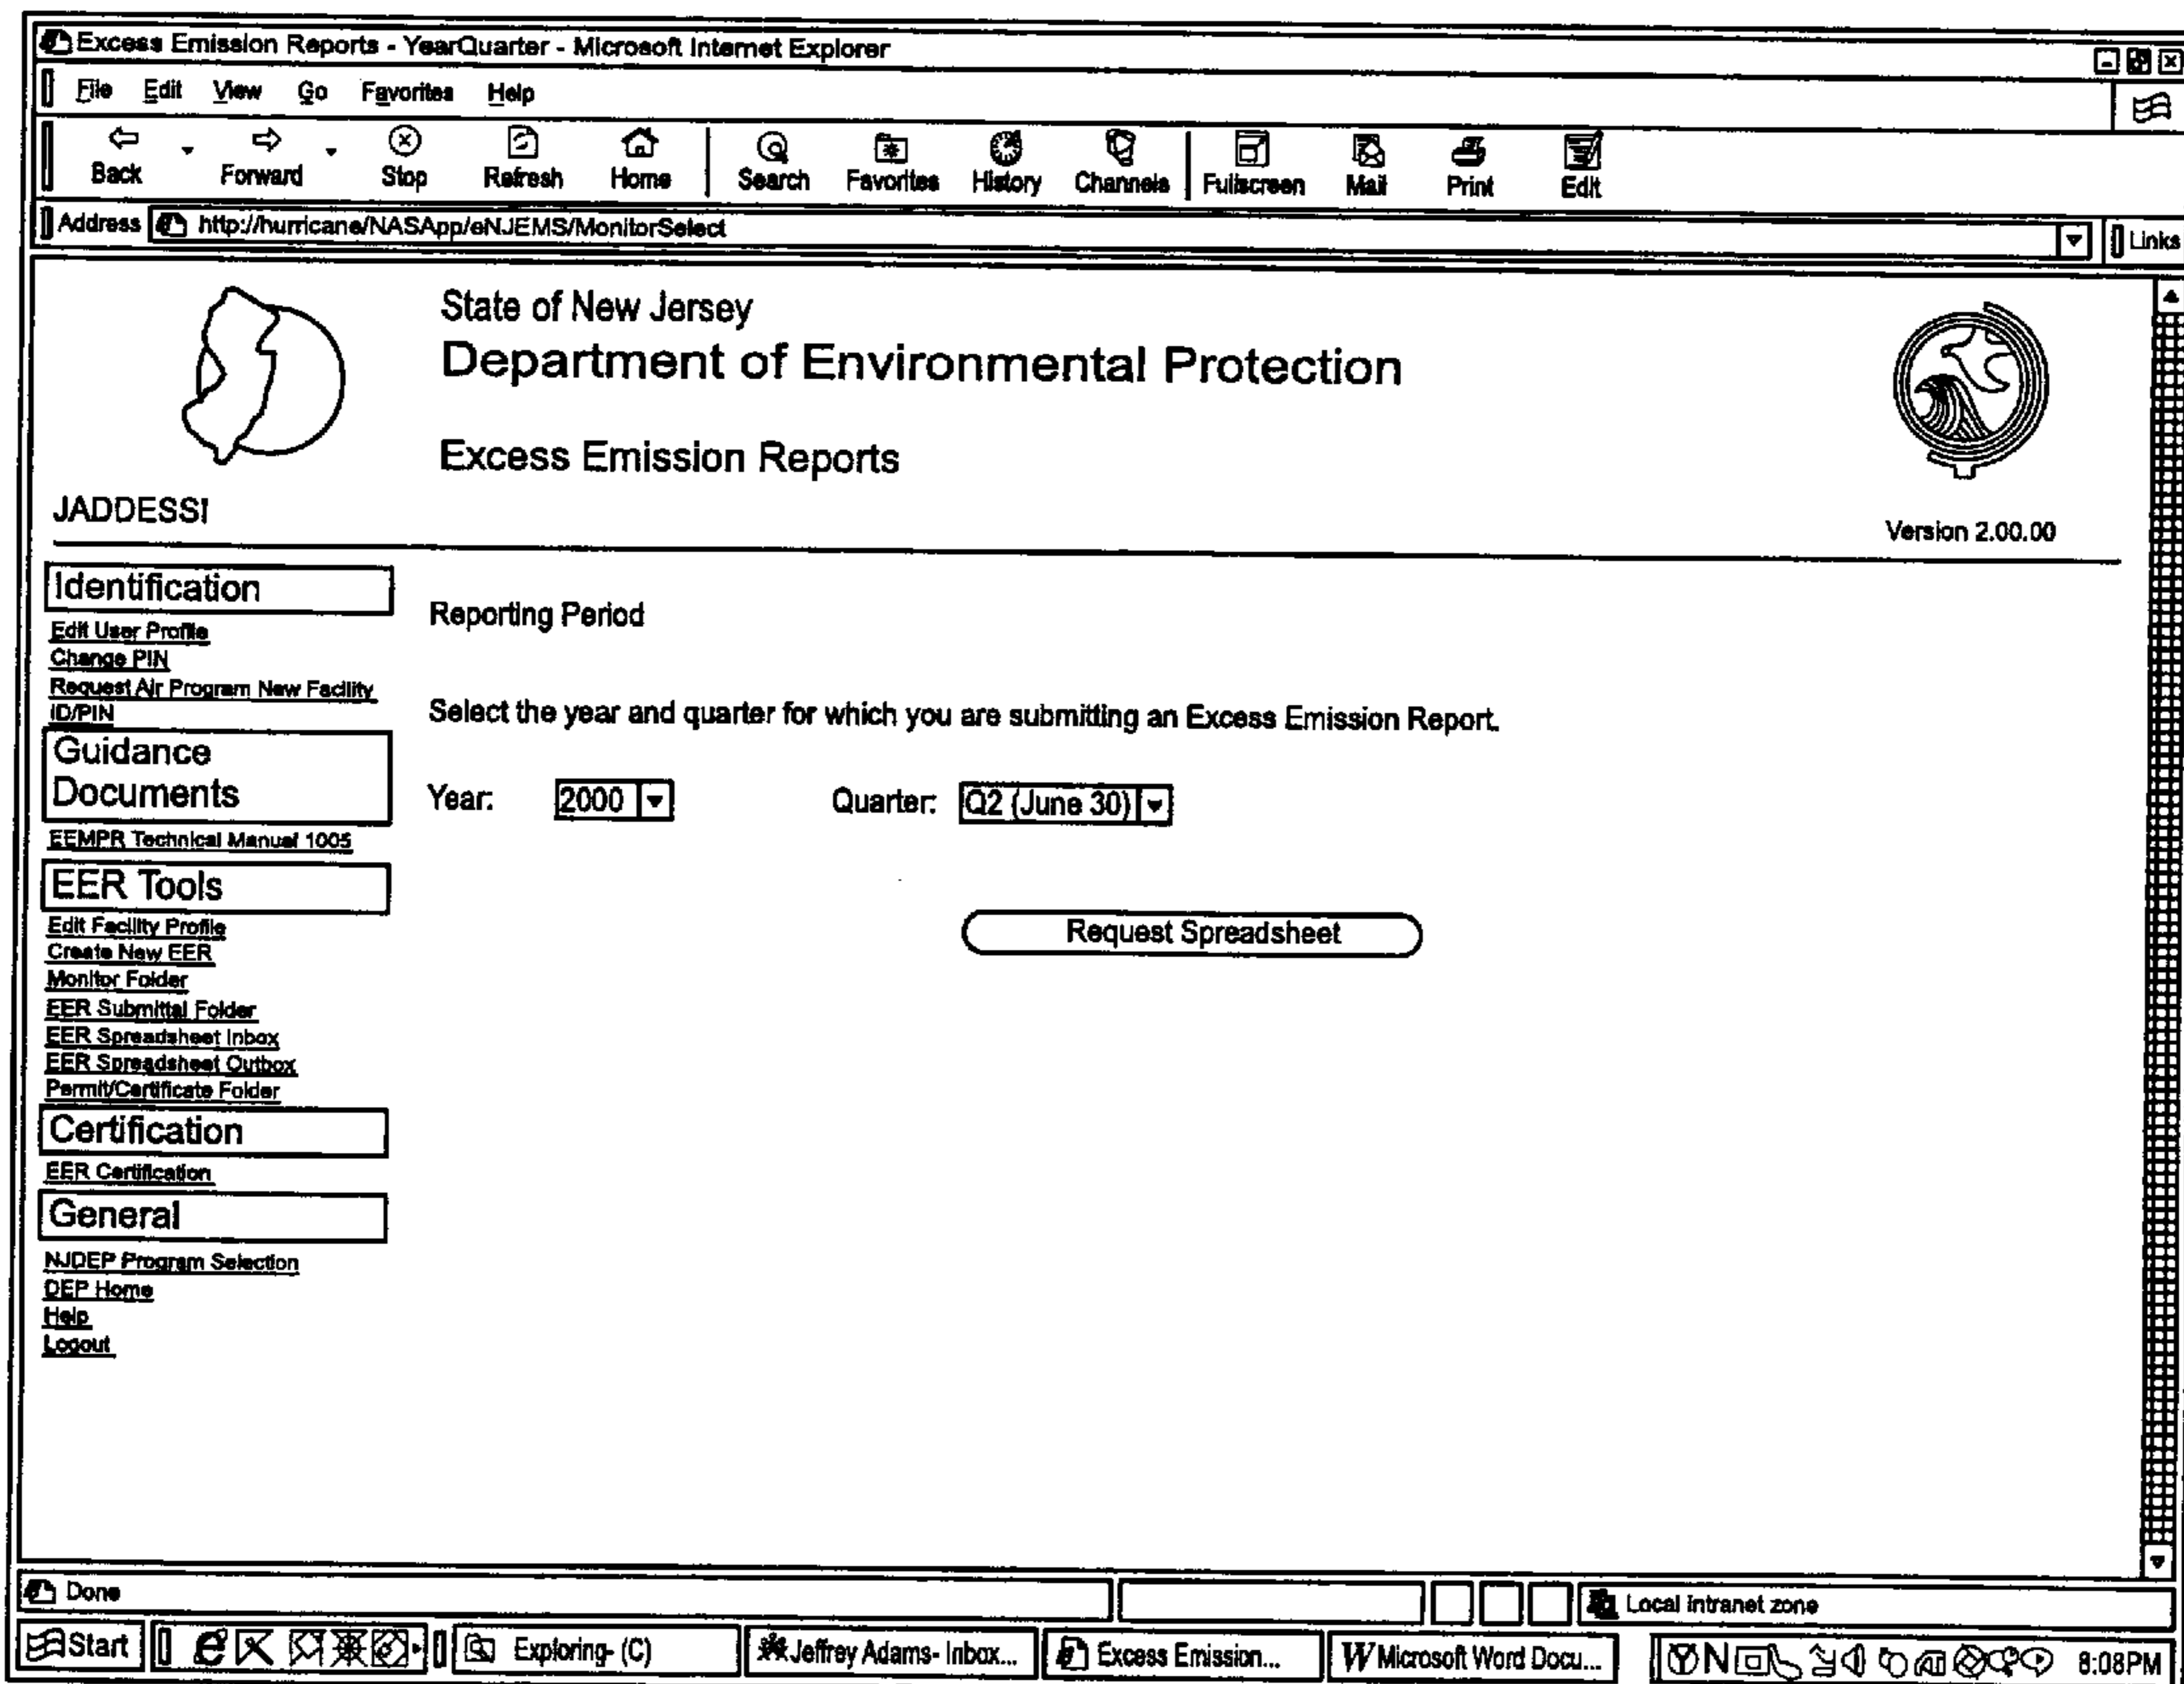 Excess Emission Reports - YearQuarter - Microsoft Internet Explorer
File Edit View Go Favorites Help
Back Forward Stop Refresh Home Search Favorites History Channels Fullscreen Mail Print Edit
Address http://hurricane/NASApp/eNJEMS/MonitorSelect Links
State of New Jersey
Department of Environmental Protection
Excess Emission Reports
JADDESSI
Version 2.00.00
Identification
Edit User Profile
Change PIN
Request Air Program New Facility
ID/PIN
Guidance
Documents
EEMPR Technical Manual 1005
EER Tools
Edit Facility Profile
Create New EER
Monitor Folder
EER Submittal Folder
EER Spreadsheet Inbox
EER Spreadsheet Outbox
Permit/Certificate Folder
Certification
EER Certification
General
NJDEP Program Selection
DEP Home
Help
Logout
Reporting Period
Select the year and quarter for which you are submitting an Excess Emission Report.
Year: 2000 Quarter: Q2 (June 30)
Request Spreadsheet
Done Local intranet zone
Start Exploring- (C) Jeffrey Adams- Inbox... Excess Emission... Microsoft Word Docu... 8:08PM